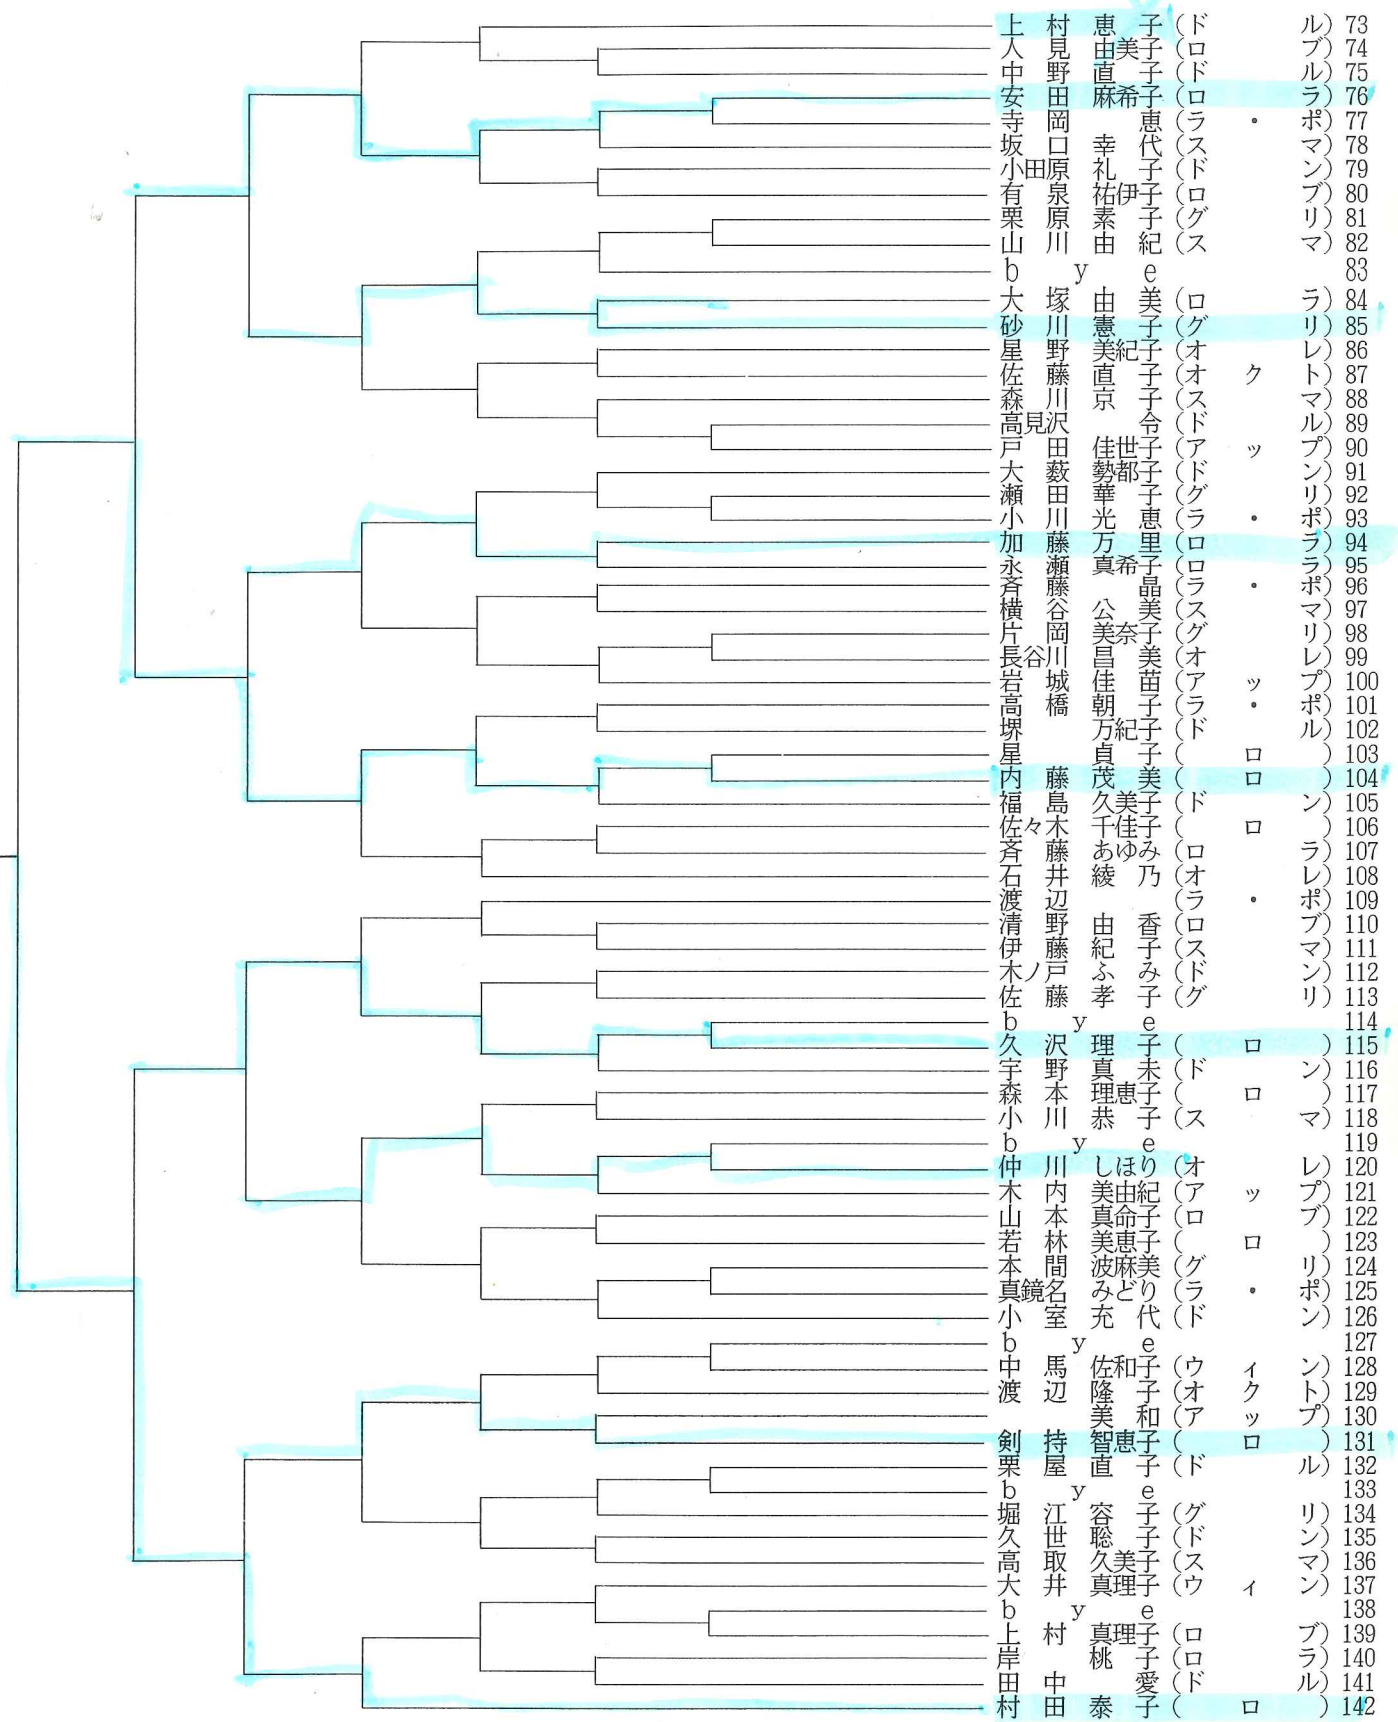 上村恵子(ドル)73
人見由美子(ロブ)74
中野直子(ドル)75
安田麻希子(ロラ)76
寺岡恵(ラ・ポ)77
坂口幸代(スマ)78
小田原礼子(ドン)79
有泉祐伊子(ロブ)80
栗原素子(グリ)81
山川由紀(スマ)82
bye 83
大塚由美(ロラ)84
砂川憲子(グリ)85
星野美紀子(オレ)86
佐藤直子(オクト)87
森川京子(スマ)88
高見沢令(ドル)89
戸田佳世子(アップ)90
大薮勢都子(ドン)91
瀬田華子(グリ)92
小川光恵(ラ・ポ)93
加藤万里(ロラ)94
永瀬真希子(ロラ)95
斉藤晶(ラ・ポ)96
横谷公美(スマ)97
片岡美奈子(グリ)98
長谷川昌美(オレ)99
岩城佳苗(アップ)100
高橋朝子(ラ・ポ)101
堺万紀子(ドル)102
星貞子(ロ)103
内藤茂美(ロ)104
福島久美子(ドン)105
佐々木千佳子(ロ)106
斉藤あゆみ(ロラ)107
石井綾乃(オレ)108
渡辺(ラ・ポ)109
清野由香(ロブ)110
伊藤紀子(スマ)111
木ノ戸ふみ(ドン)112
佐藤孝子(グリ)113
bye 114
久沢理子(ロ)115
宇野真未(ドン)116
森本理恵子(ロ)117
小川恭子(スマ)118
bye 119
仲川しほり(オレ)120
木内美由紀(アップ)121
山本真命子(ロブ)122
若林美恵子(ロ)123
本間波麻美(グリ)124
真鏡名みどり(ラ・ポ)125
小室充代(ドン)126
bye 127
中馬佐和子(ウィン)128
渡辺隆子(オクト)129
美和(アップ)130
剣持智恵子(ロ)131
栗屋直子(ドル)132
bye 133
堀江容子(グリ)134
久世聡子(ドン)135
高取久美子(スマ)136
大井真理子(ウィン)137
bye 138
上村真理子(ロブ)139
岸桃子(ロラ)140
田中愛(ドル)141
村田泰子(ロ)142